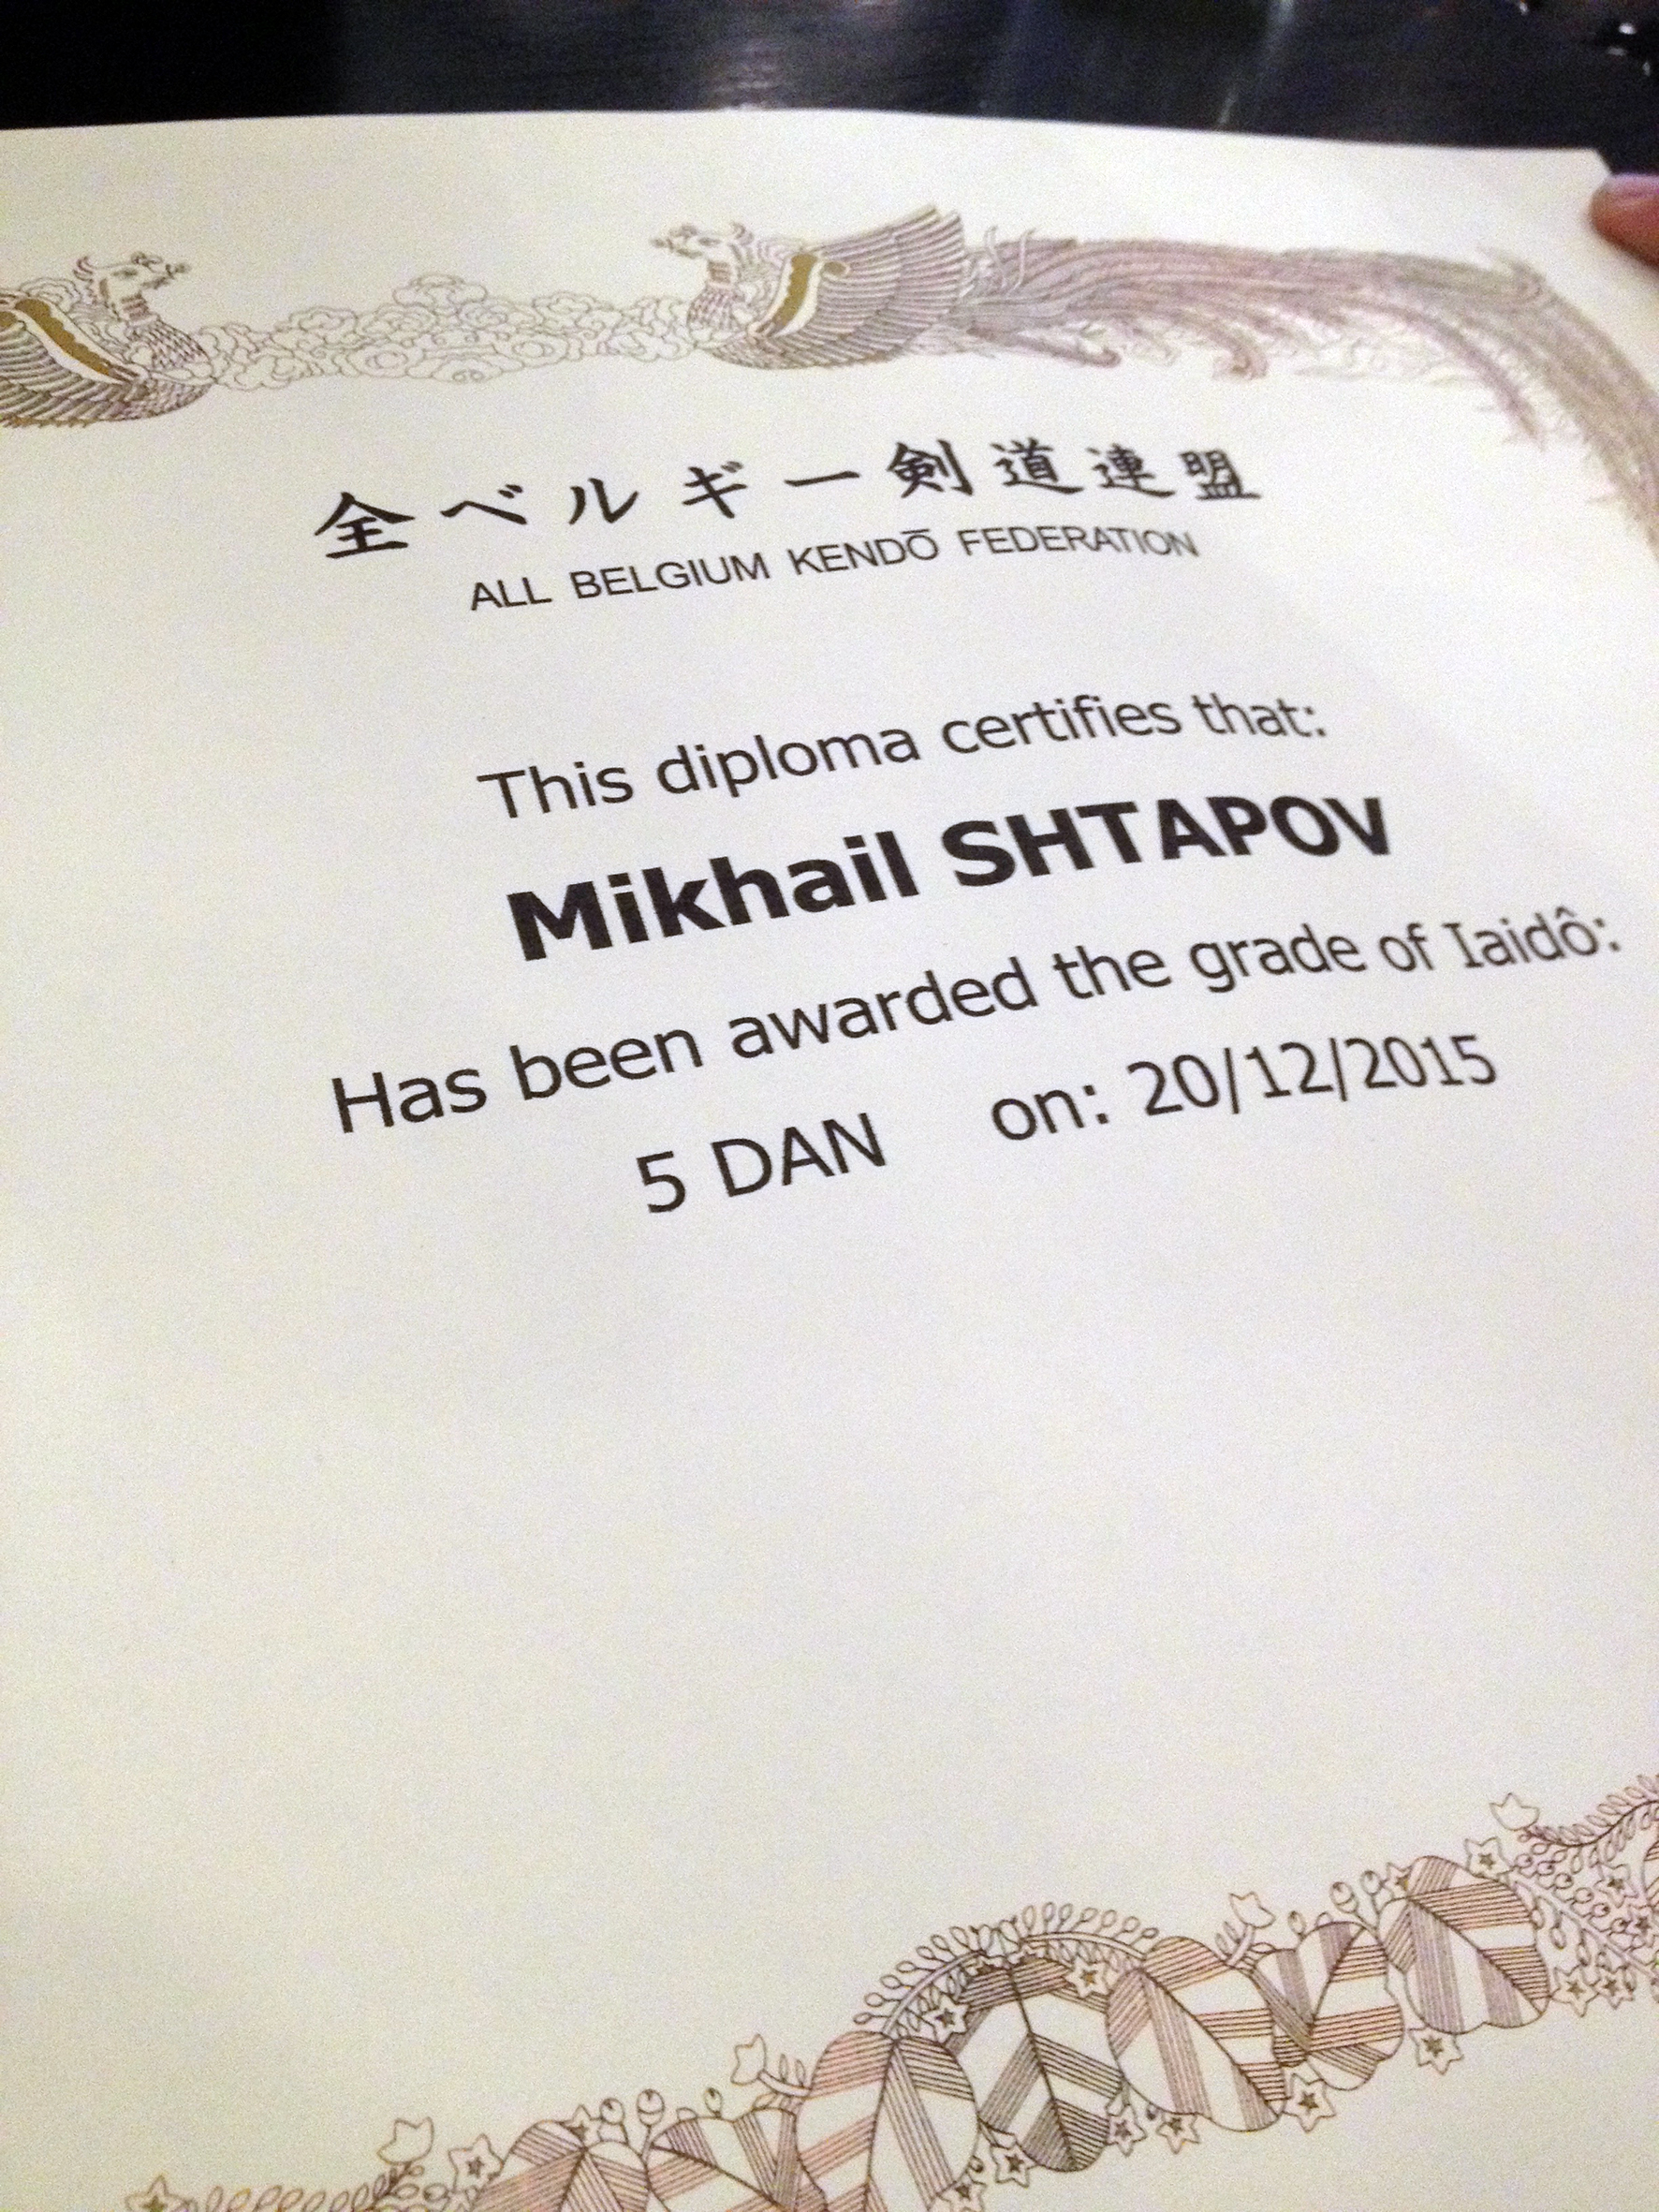 全ベルギー剣道連盟
ALL BELGIUM KENDŌ FEDERATION
This diploma certifies that:
Mikhail SHTAPOV
Has been awarded the grade of Iaidô:
5 DAN on: 20/12/2015